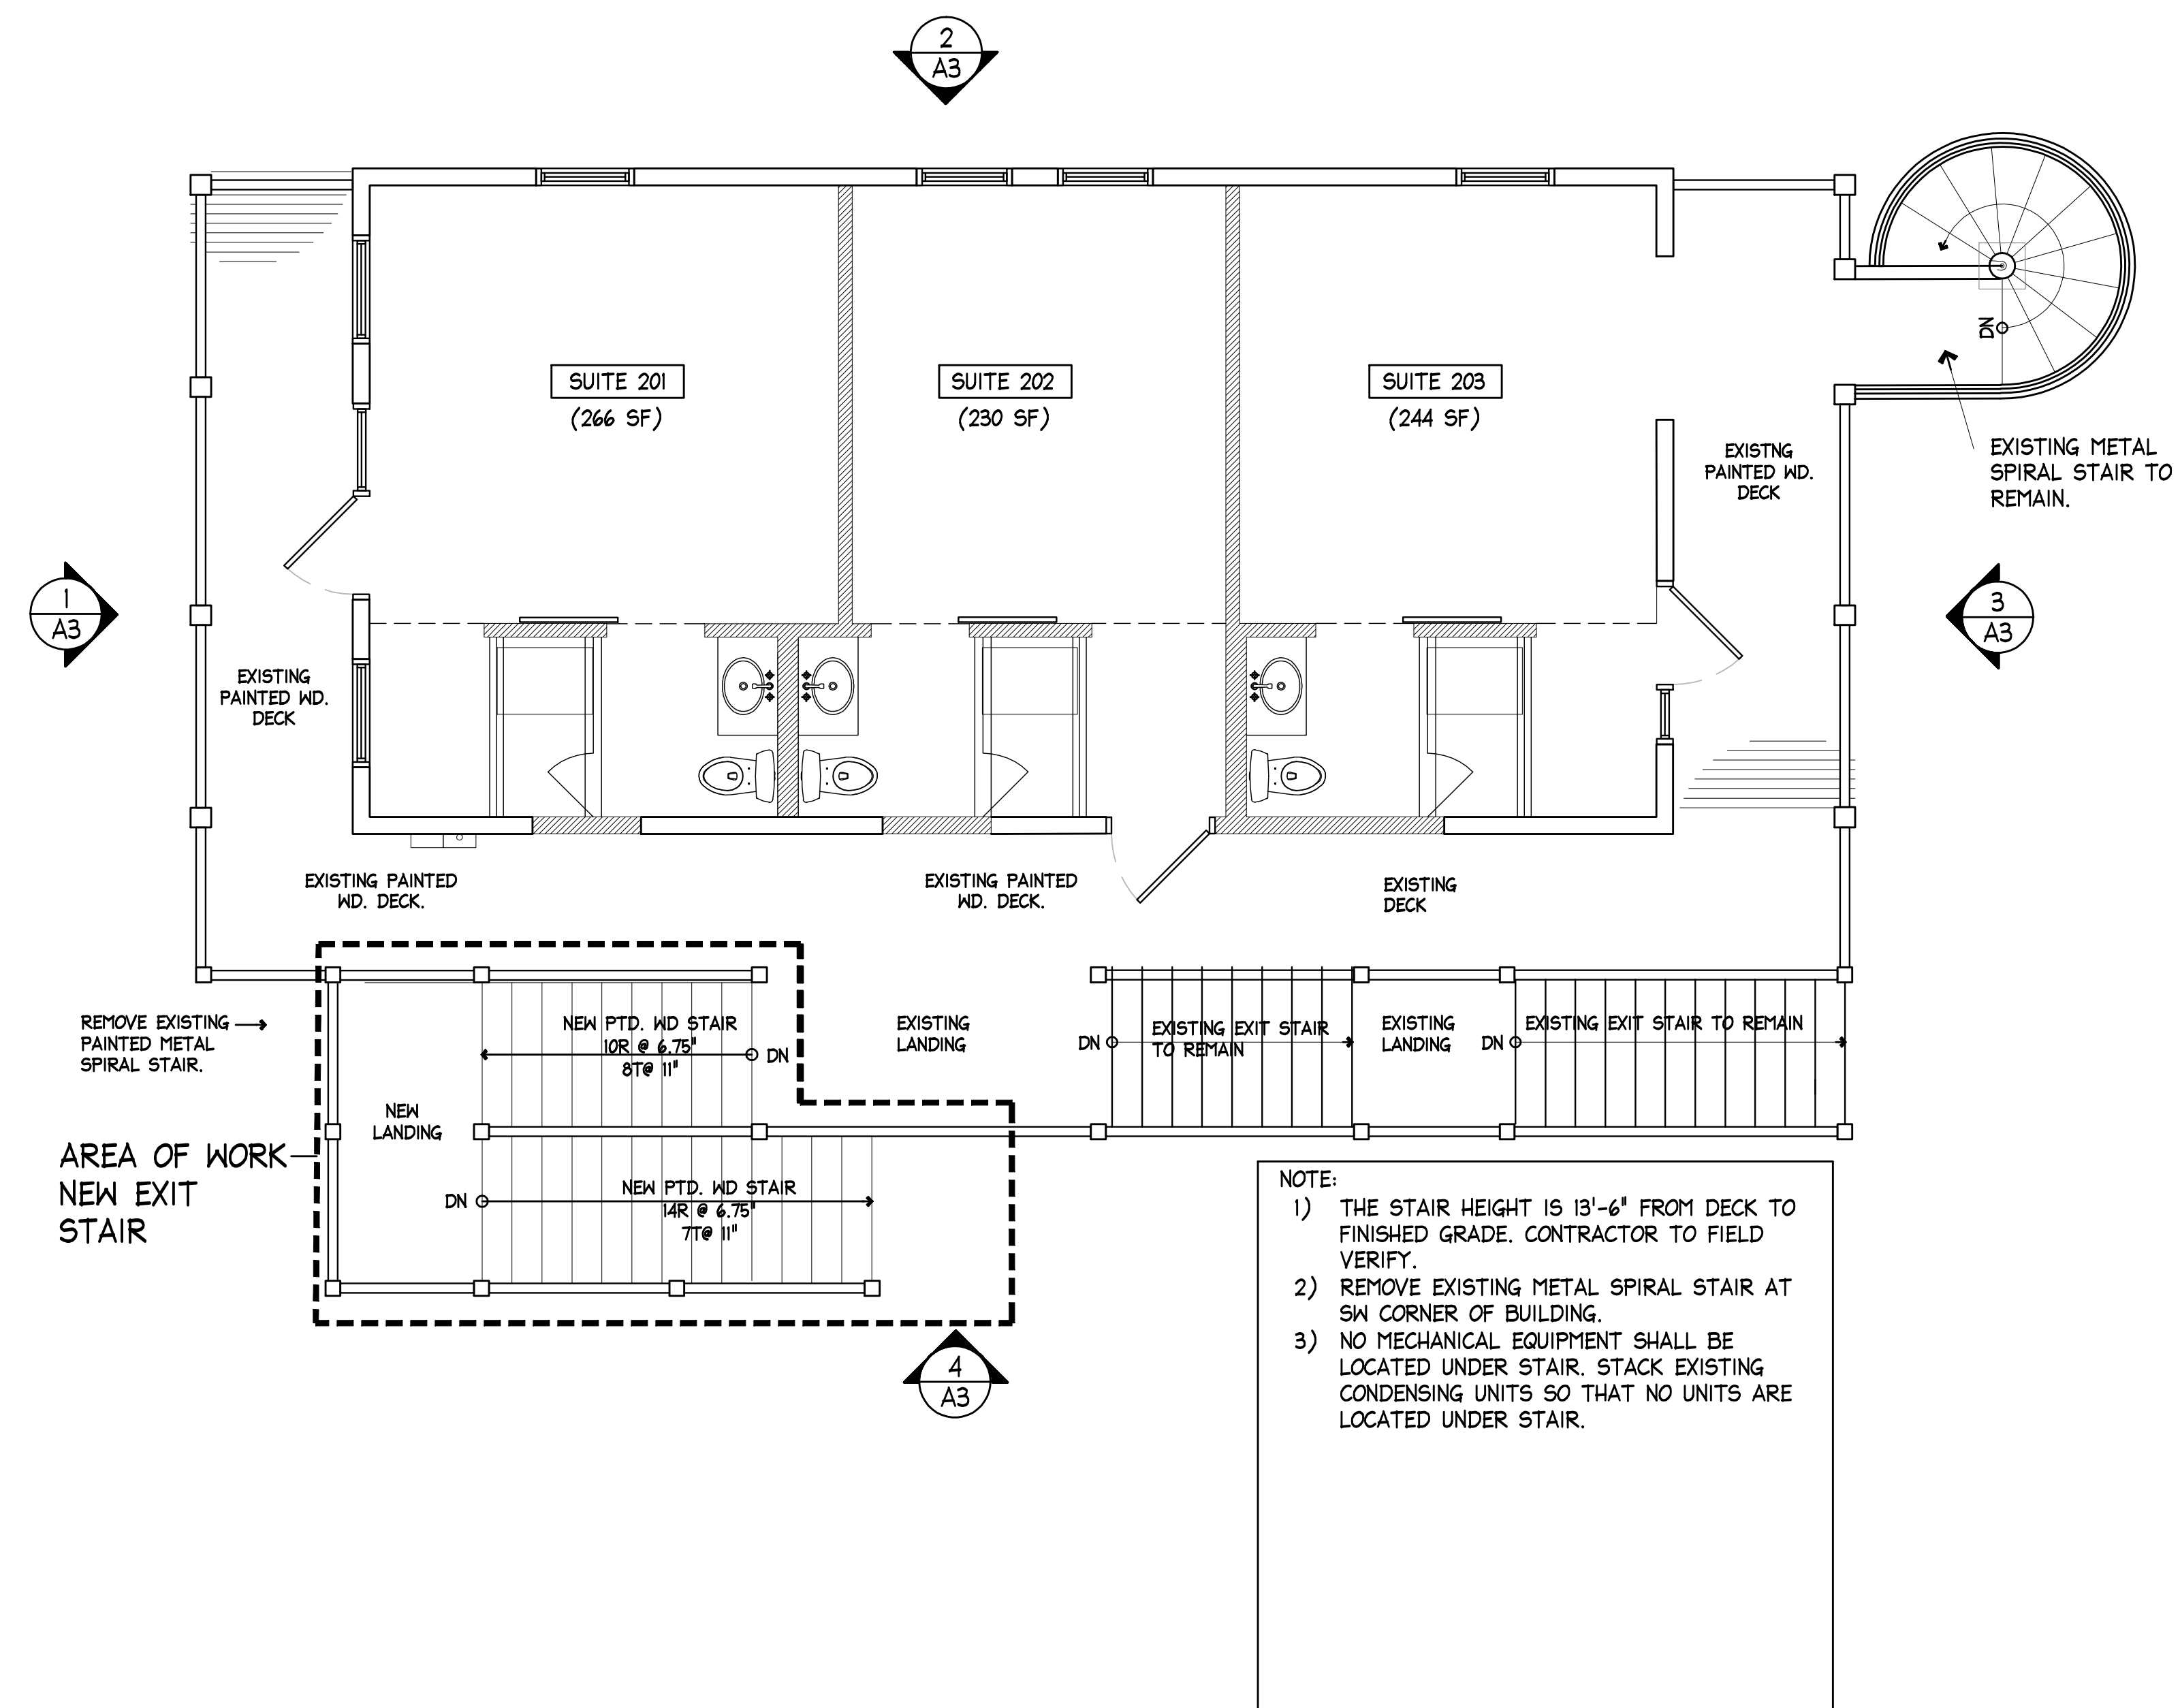 2
A3
SUITE 201
(266 SF)
SUITE 202
(230 SF)
SUITE 203
(244 SF)
DN
EXISTNG
PAINTED WD.
DECK
EXISTING METAL
SPIRAL STAIR TO
REMAIN.
1
A3
3
A3
EXISTING
PAINTED WD.
DECK
EXISTING PAINTED
WD. DECK.
EXISTING PAINTED
WD. DECK.
EXISTING
DECK
REMOVE EXISTING
PAINTED METAL
SPIRAL STAIR.
NEW PTD. WD STAIR
10R @ 6.75"
8T@ 11"
DN
EXISTING
LANDING
DN
EXISTING EXIT STAIR
TO REMAIN
EXISTING
LANDING
DN
EXISTING EXIT STAIR TO REMAIN
NEW
LANDING
AREA OF WORK
NEW EXIT
STAIR
DN
NEW PTD. WD STAIR
14R @ 6.75"
7T@ 11"
NOTE:
1) THE STAIR HEIGHT IS 13'-6" FROM DECK TO
FINISHED GRADE. CONTRACTOR TO FIELD
VERIFY.
2) REMOVE EXISTING METAL SPIRAL STAIR AT
SW CORNER OF BUILDING.
3) NO MECHANICAL EQUIPMENT SHALL BE
LOCATED UNDER STAIR. STACK EXISTING
CONDENSING UNITS SO THAT NO UNITS ARE
LOCATED UNDER STAIR.
4
A3